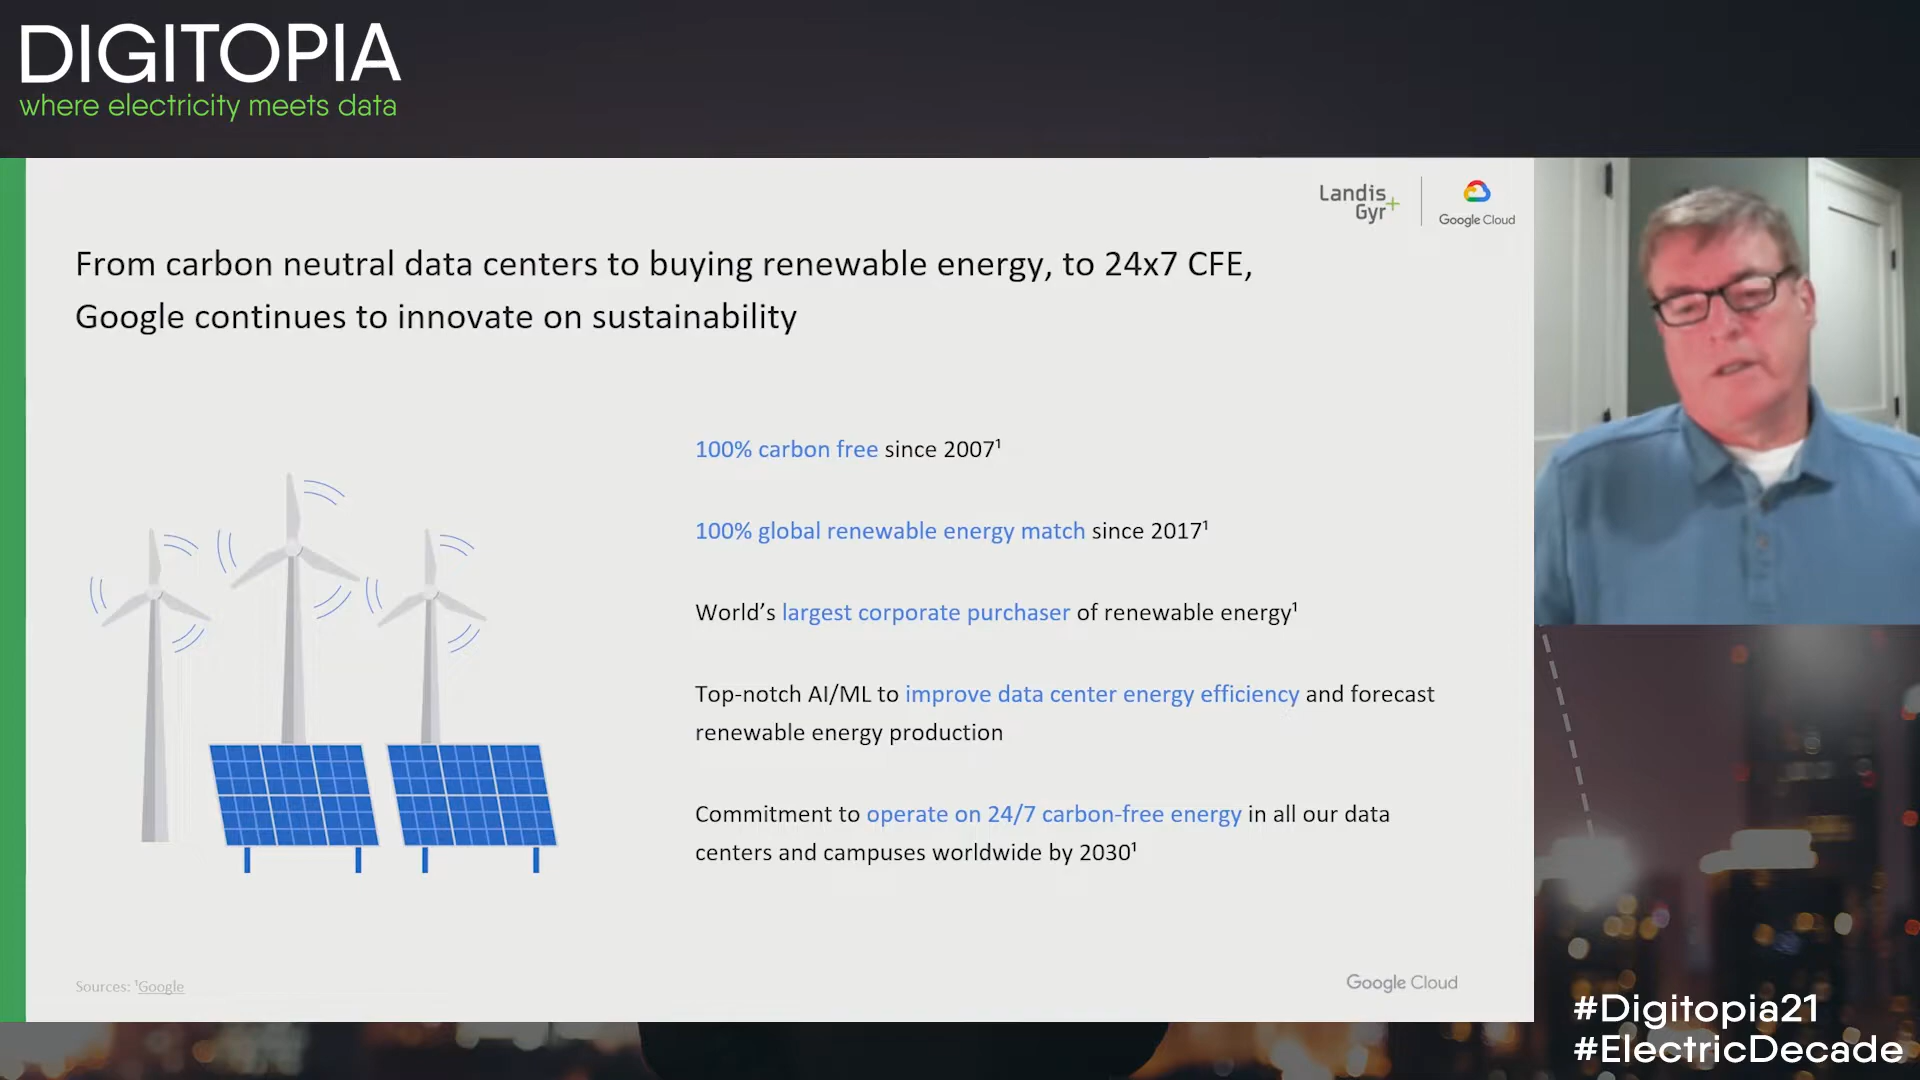 DIGITOPIA
where electricity meets data
Landis
Gyr+
Google Cloud
From carbon neutral data centers to buying renewable energy, to 24x7 CFE,
Google continues to innovate on sustainability
100% carbon free since 2007¹
100% global renewable energy match since 2017¹
World’s largest corporate purchaser of renewable energy¹
Top-notch AI/ML to improve data center energy efficiency and forecast
renewable energy production
Commitment to operate on 24/7 carbon-free energy in all our data
centers and campuses worldwide by 2030¹
Sources: ¹Google
Google Cloud
#Digitopia21
#ElectricDecade